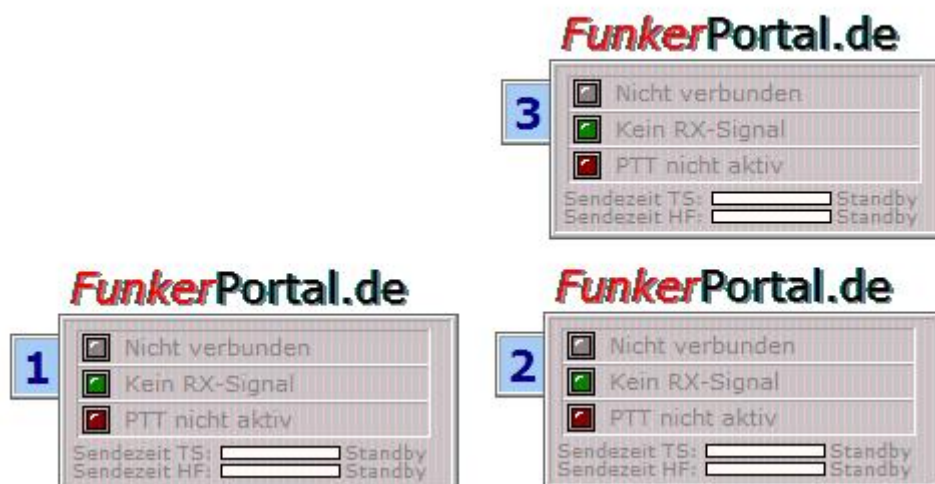 FunkerPortal.de
3
Nicht verbunden
Kein RX-Signal
PTT nicht aktiv
Sendezeit TS: Standby
Sendezeit HF: Standby
FunkerPortal.de
1
Nicht verbunden
Kein RX-Signal
PTT nicht aktiv
Sendezeit TS: Standby
Sendezeit HF: Standby
FunkerPortal.de
2
Nicht verbunden
Kein RX-Signal
PTT nicht aktiv
Sendezeit TS: Standby
Sendezeit HF: Standby